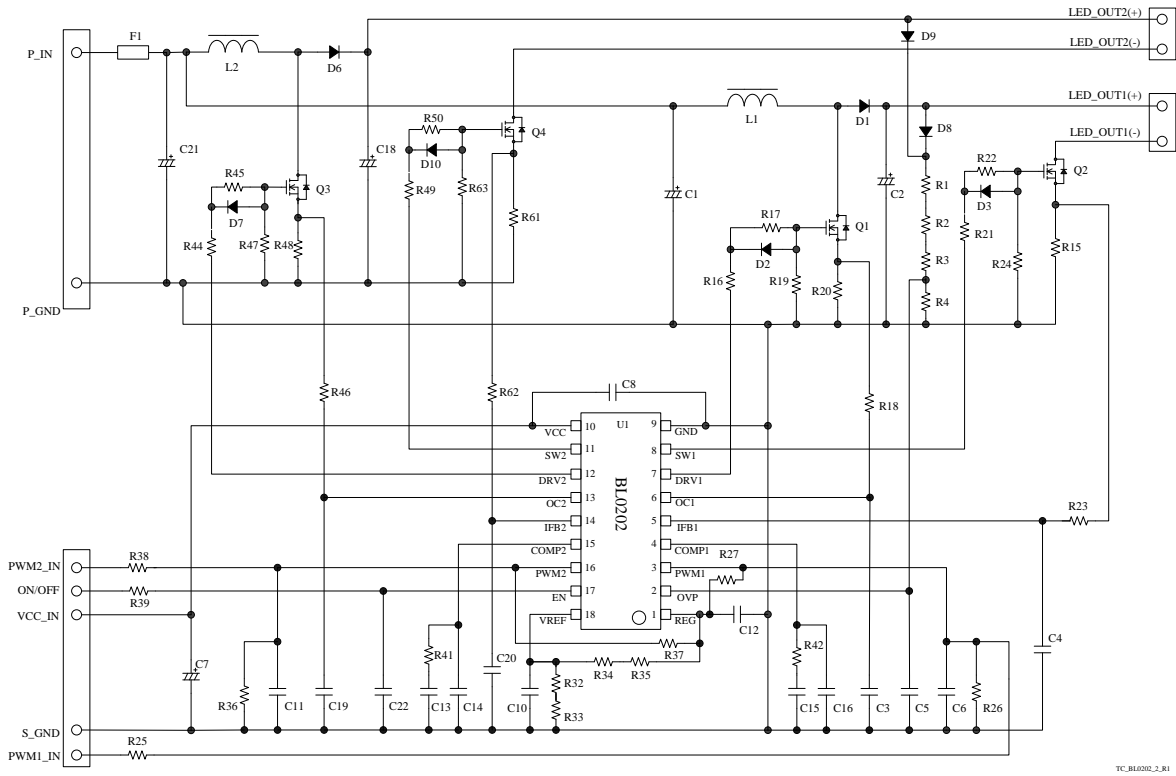 LED_OUT2(+)
F1
P_IN
L2
D6
D9
LED_OUT2(-)
LED_OUT1(+)
L1
D1
R50
Q4
D8
LED_OUT1(-)
C21
C18
D10
R22
Q2
R45
Q3
R49
R63
C1
C2
R1
D3
D7
R61
R17
Q1
R2
R21
R15
R44
R47
R48
D2
R3
R24
R16
R19
R20
R4
P_GND
R46
R62
C8
R18
10
U1
9
VCC
GND
11
8
SW2
SW1
12
7
DRV2
DRV1
BL0202
13
6
OC2
OC1
R23
14
5
IFB2
IFB1
15
4
COMP2
COMP1
R38
R27
PWM2_IN
16
3
PWM2
PWM1
ON/OFF
R39
17
2
EN
OVP
VCC_IN
18
1
VREF
REG
C12
R37
R41
R42
C4
C7
C20
R34
R35
R32
R36
C11
C19
C22
C13
C14
C10
R33
C15
C16
C3
C5
C6
R26
S_GND
R25
PWM1_IN
TC_BL0202_2_R1